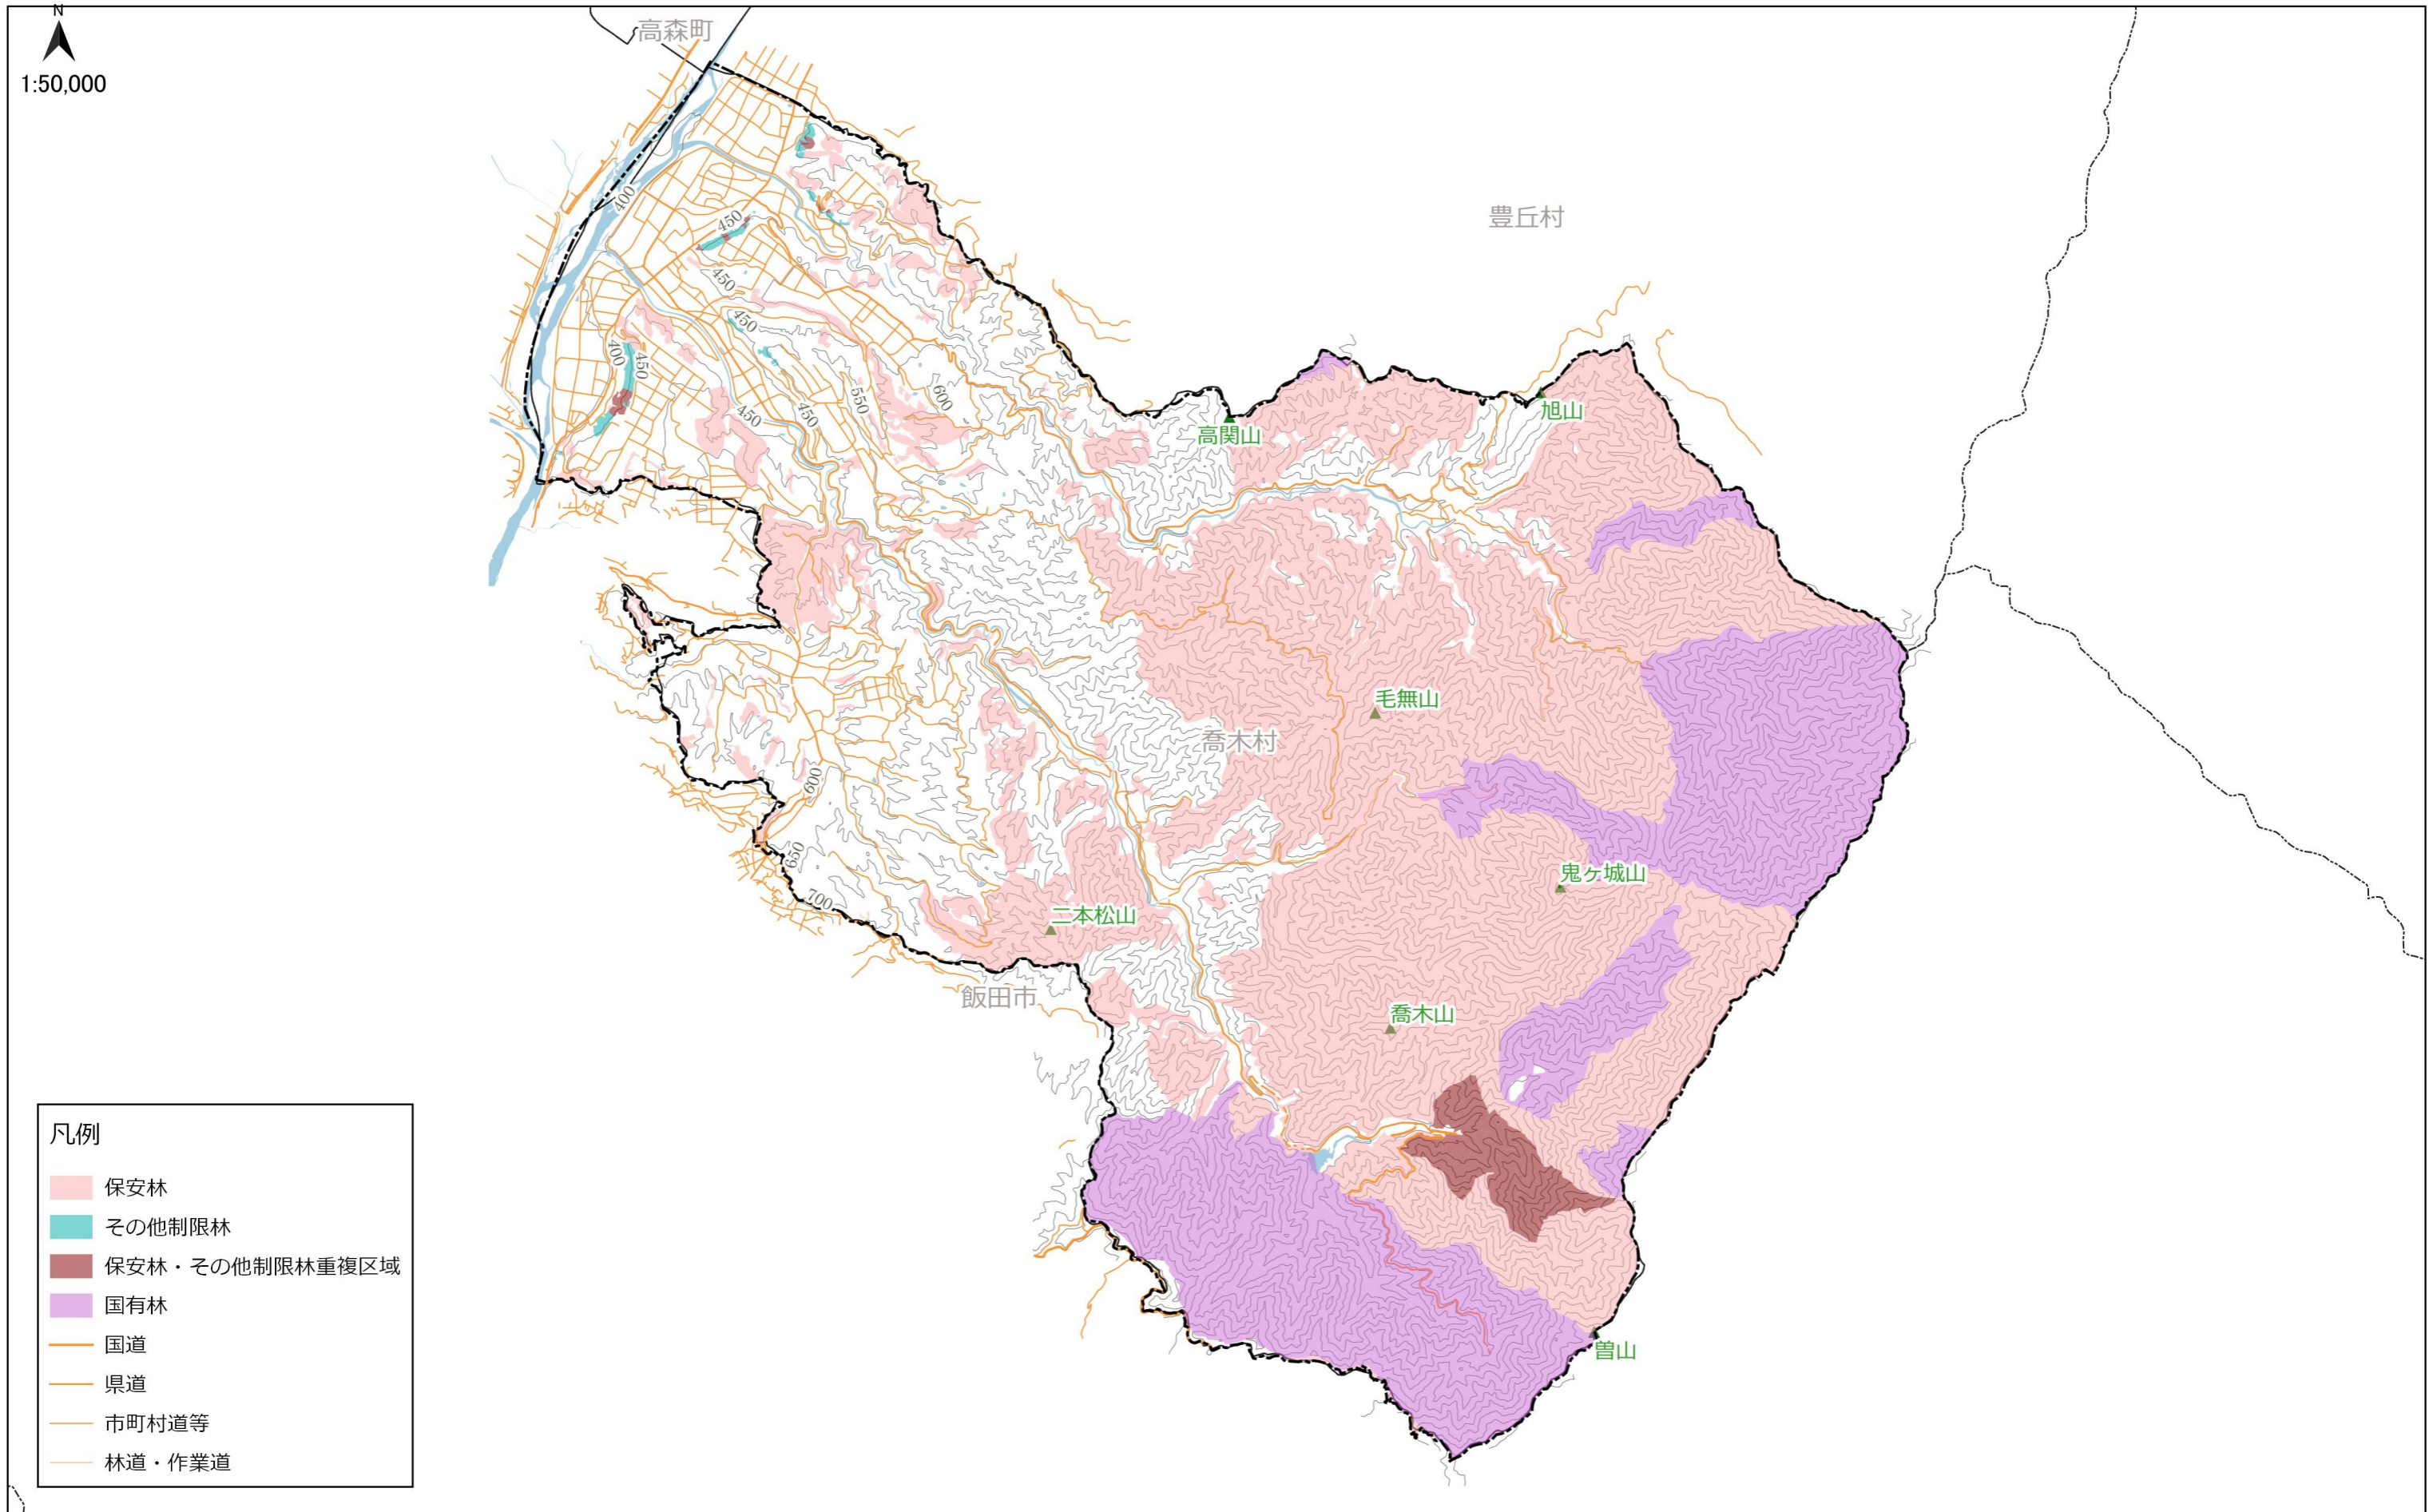 N
1:50,000
高森町
豊丘村
400
450
450
450
400
450
450
450
550
600
旭山
高関山
毛無山
喬木村
600
650
700
鬼ヶ城山
二本松山
飯田市
喬木山
曽山
凡例
保安林
その他制限林
保安林・その他制限林重複区域
国有林
国道
県道
市町村道等
林道・作業道